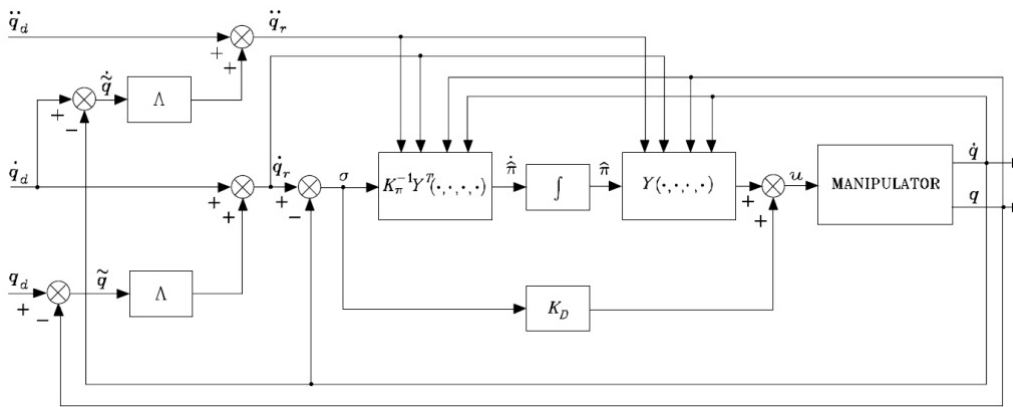 q̈_d
+
+
q̈_r
+
-
q̃̇
Λ
q̇_d
+
+
q̇_r
+
-
σ
K_π^{-1}Y^T(·,·,·,·)
π̂̇
∫
π̂
Y(·,·,·,·)
+
+
u
MANIPULATOR
q̇
q
q_d
+
-
q̃
Λ
K_D